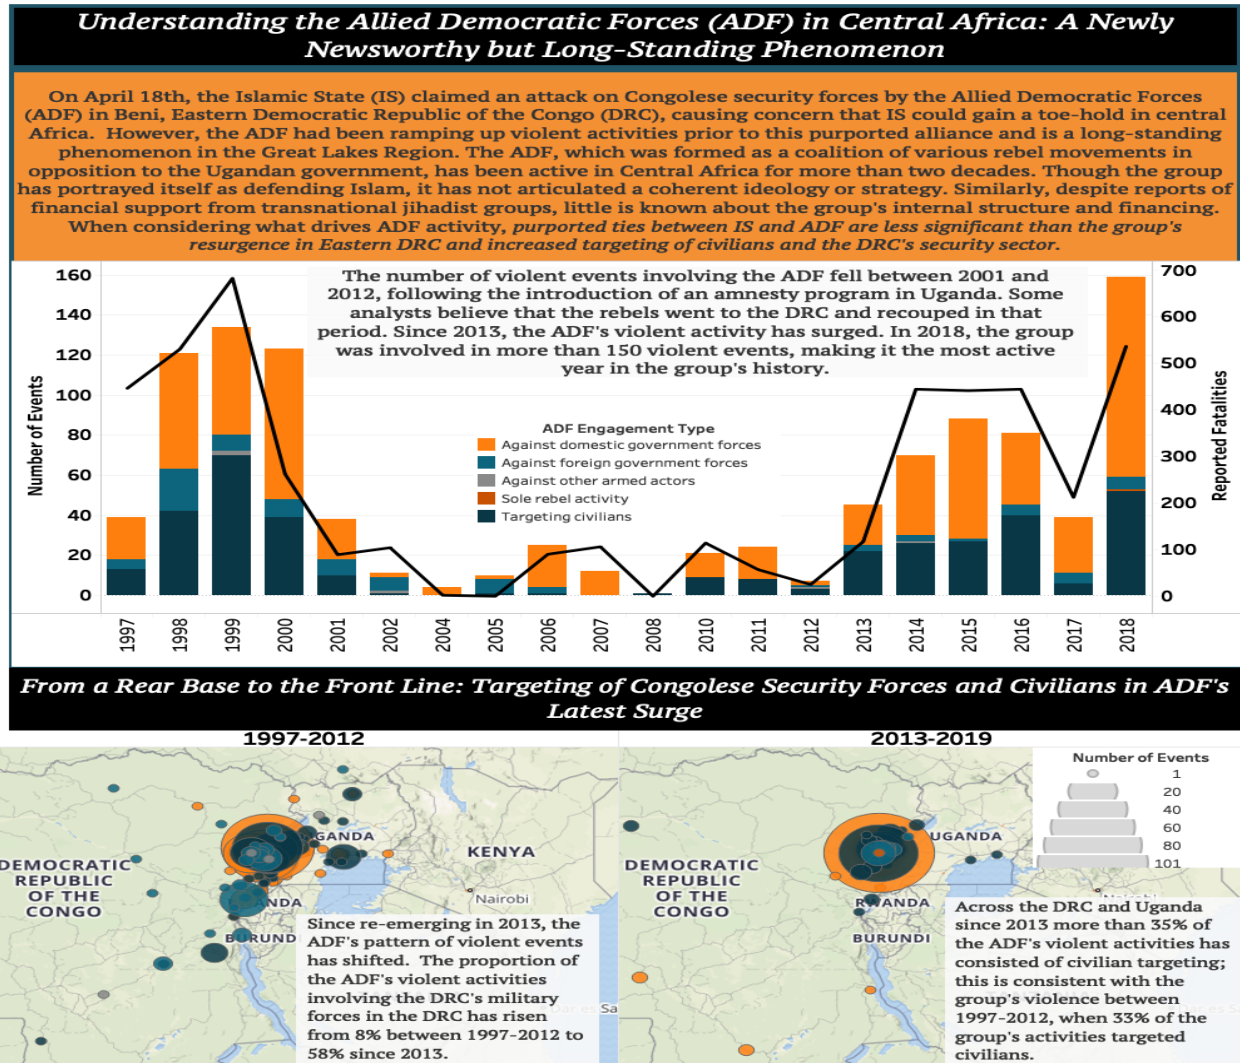 Understanding the Allied Democratic Forces (ADF) in Central Africa: A Newly
Newsworthy but Long-Standing Phenomenon
On April 18th, the Islamic State (IS) claimed an attack on Congolese security forces by the Allied Democratic Forces
(ADF) in Beni, Eastern Democratic Republic of the Congo (DRC), causing concern that IS could gain a toe-hold in central
Africa. However, the ADF had been ramping up violent activities prior to this purported alliance and is a long-standing
phenomenon in the Great Lakes Region. The ADF, which was formed as a coalition of various rebel movements in
opposition to the Ugandan government, has been active in Central Africa for more than two decades. Though the group
has portrayed itself as defending Islam, it has not articulated a coherent ideology or strategy. Similarly, despite reports of
financial support from transnational jihadist groups, little is known about the group's internal structure and financing.
When considering what drives ADF activity, purported ties between IS and ADF are less significant than the group's
resurgence in Eastern DRC and increased targeting of civilians and the DRC's security sector.
The number of violent events involving the ADF fell between 2001 and
2012, following the introduction of an amnesty program in Uganda. Some
analysts believe that the rebels went to the DRC and recouped in that
period. Since 2013, the ADF's violent activity has surged. In 2018, the group
was involved in more than 150 violent events, making it the most active
year in the group's history.
Number of Events
160
140
120
100
80
60
40
20
0
ADF Engagement Type
Against domestic government forces
Against foreign government forces
Against other armed actors
Sole rebel activity
Targeting civilians
Reported Fatalities
700
600
500
400
300
200
100
0
1997 1998 1999 2000 2001 2002 2004 2005 2006 2007 2008 2010 2011 2012 2013 2014 2015 2016 2017 2018
From a Rear Base to the Front Line: Targeting of Congolese Security Forces and Civilians in ADF's
Latest Surge
1997-2012
GANDA
KENYA
DEMOCRATIC
REPUBLIC
OF THE
CONGO
Nairobi
ANDA
BURUNDI
Since re-emerging in 2013, the
ADF's pattern of violent events
has shifted. The proportion of
the ADF's violent activities
involving the DRC's military
forces in the DRC has risen
from 8% between 1997-2012 to
58% since 2013.
2013-2019
Number of Events
1
20
40
60
80
101
UGANDA
DEMOCRATIC
REPUBLIC
OF THE
CONGO
Nairobi
RWANDA
BURUNDI
Across the DRC and Uganda
since 2013 more than 35% of
the ADF's violent activities has
consisted of civilian targeting;
this is consistent with the
group's violence between
1997-2012, when 33% of the
group's activities targeted
civilians.